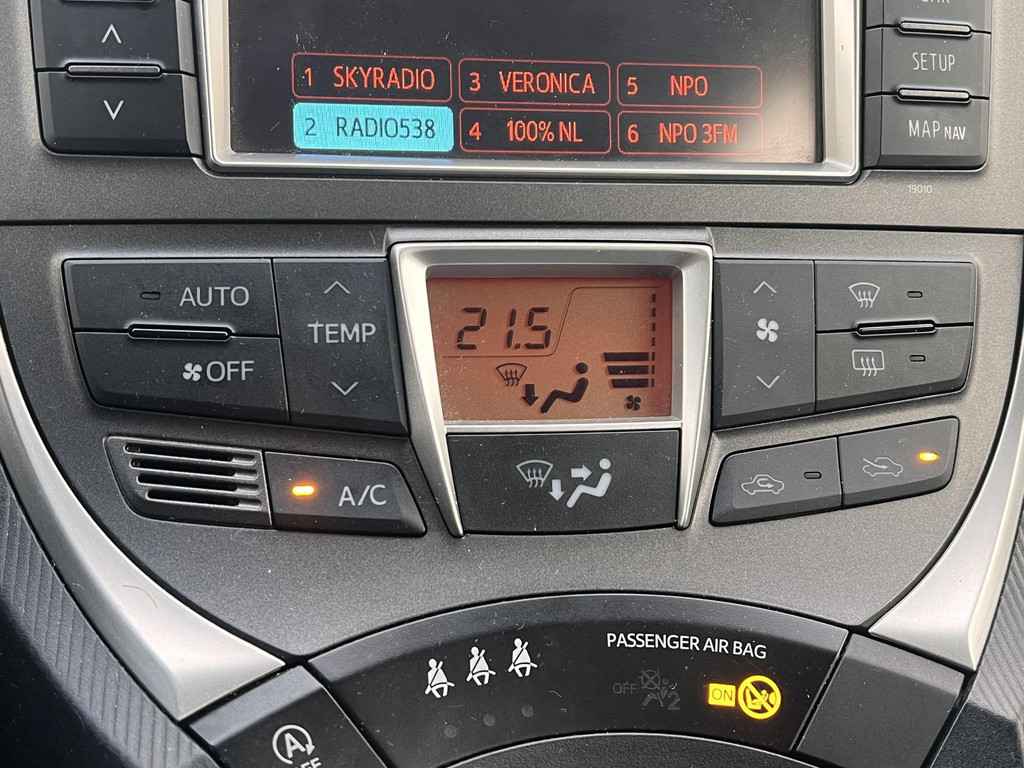 SETUP
1 SKYRADIO 3 VERONICA 5 NPO
2 RADIO538 4 100% NL 6 NPO 3FM
MAP NAV
19010
AUTO
TEMP
OFF
21.5
A/C
PASSENGER AIR BAG
OFF 2
ON
A